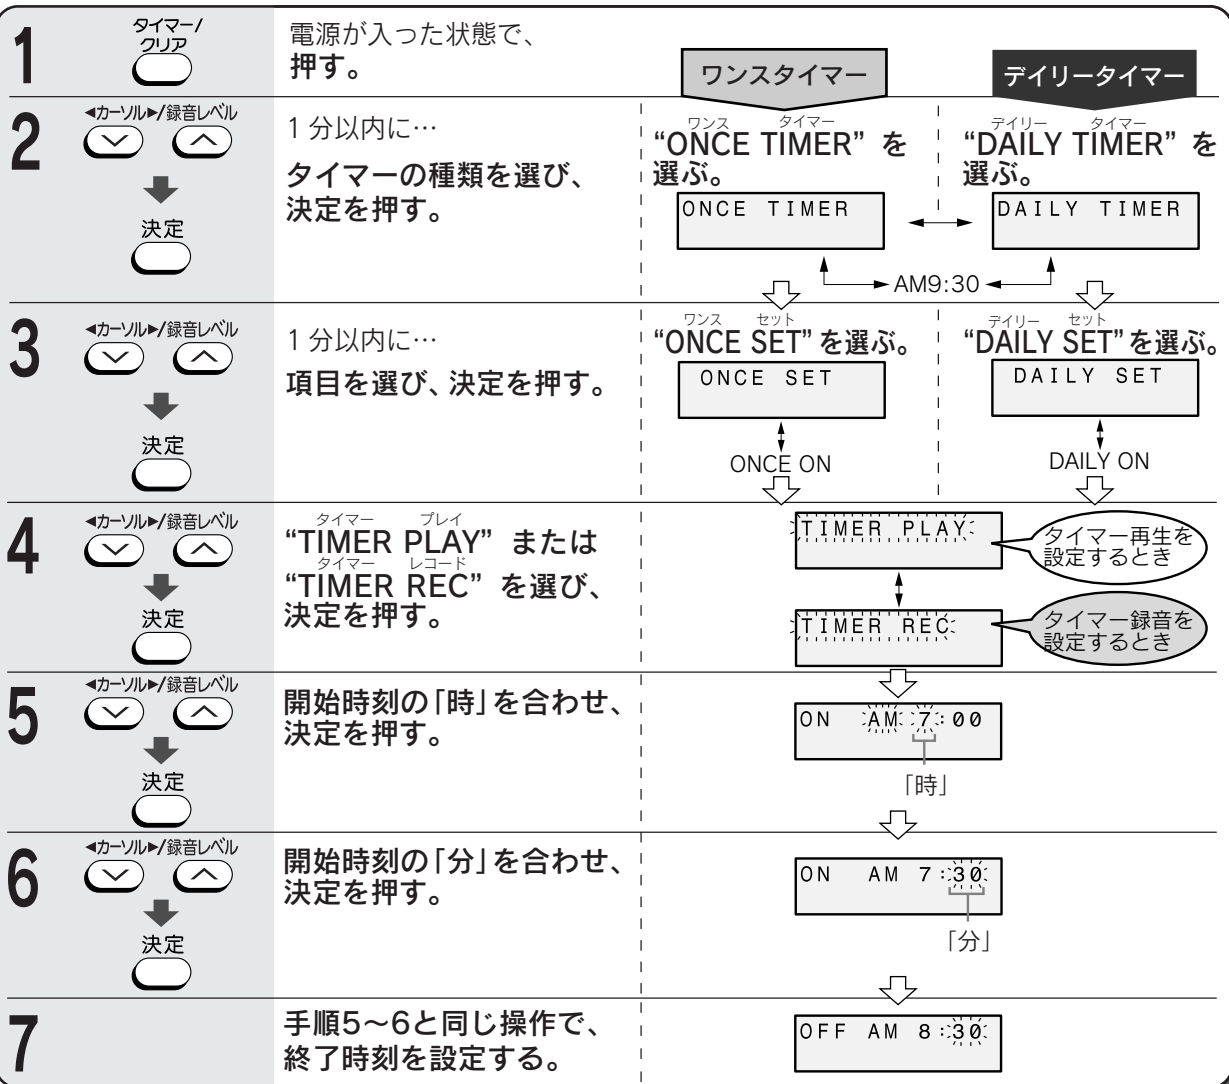 1
タイマー/
クリア
電源が入った状態で、
押す。
ワンスタイマー
デイリータイマー
2
◀カーソル▶/録音レベル
決定
1 分以内に…
タイマーの種類を選び、
決定を押す。
ワンス タイマー
“ONCE TIMER” を
選ぶ。
ONCE TIMER
デイリー タイマー
“DAILY TIMER” を
選ぶ。
DAILY TIMER
AM9:30
3
◀カーソル▶/録音レベル
決定
1 分以内に…
項目を選び、決定を押す。
ワンス セット
“ONCE SET”を選ぶ。
ONCE SET
ONCE ON
デイリー セット
“DAILY SET”を選ぶ。
DAILY SET
DAILY ON
4
◀カーソル▶/録音レベル
決定
タイマー プレイ
“TIMER PLAY” または
タイマー レコード
“TIMER REC” を選び、
決定を押す。
TIMER PLAY
タイマー再生を
設定するとき
TIMER REC
タイマー録音を
設定するとき
5
◀カーソル▶/録音レベル
決定
開始時刻の「時」を合わせ、
決定を押す。
ON AM 7:00
「時」
6
◀カーソル▶/録音レベル
決定
開始時刻の「分」を合わせ、
決定を押す。
ON AM 7:30
「分」
7
手順5～6と同じ操作で、
終了時刻を設定する。
OFF AM 8:30